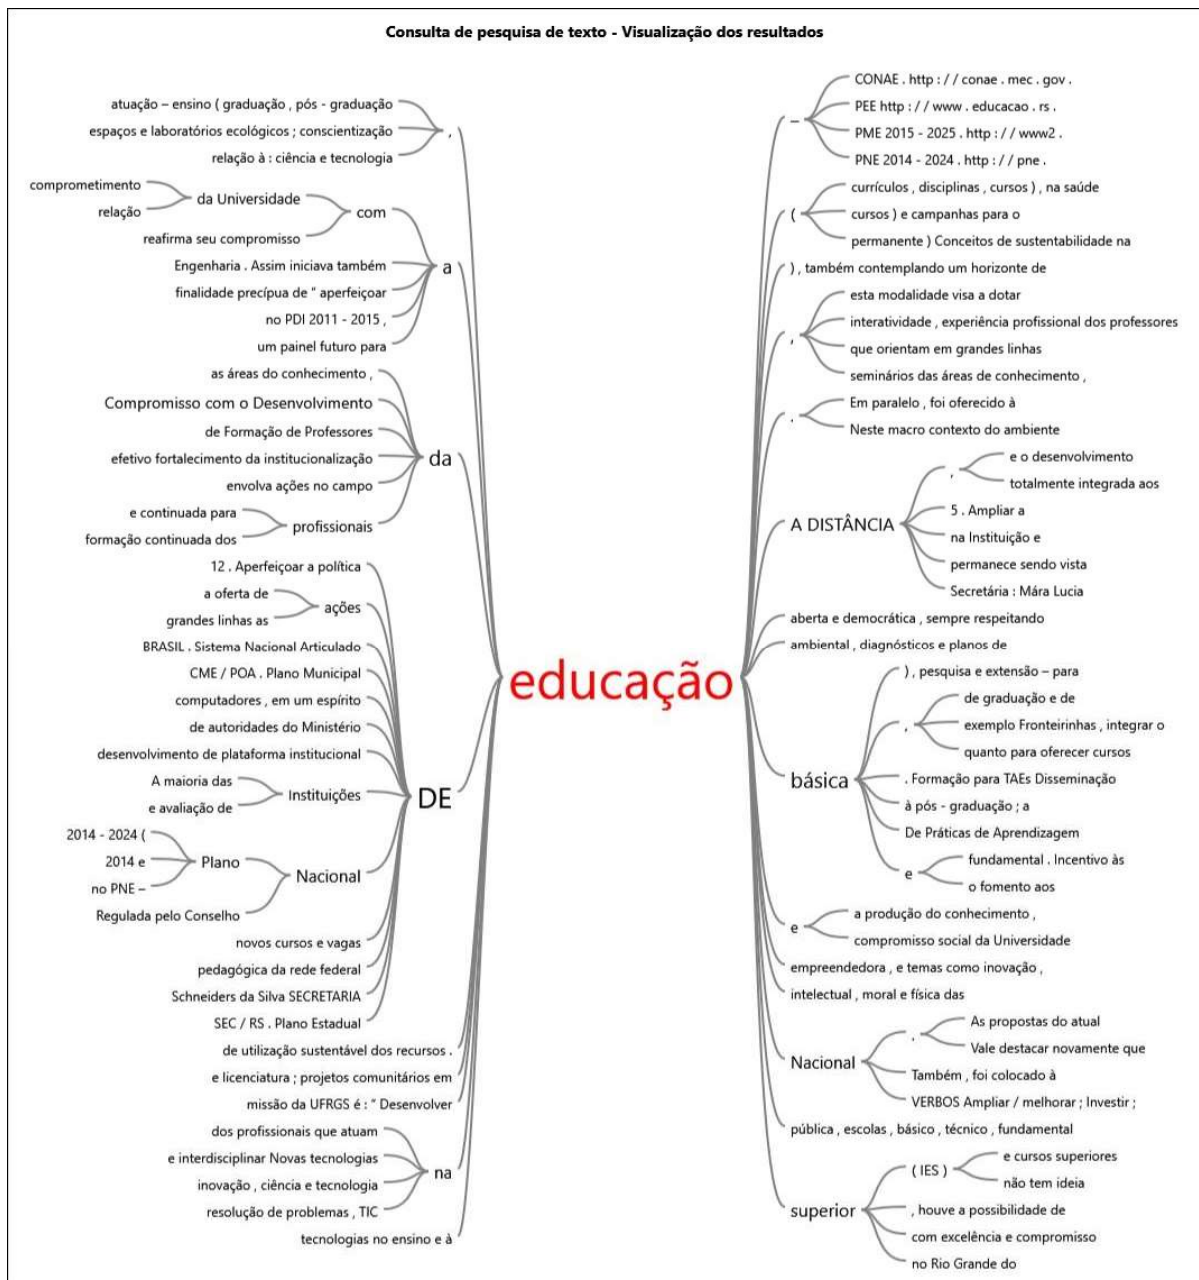 Consulta de pesquisa de texto - Visualização dos resultados
atuação – ensino ( graduação , pós - graduação
espaços e laboratórios ecológicos ; conscientização
relação à : ciência e tecnologia
,
comprometimento
relação
da Universidade
reafirma seu compromisso
com
Engenharia . Assim iniciava também
finalidade precípua de “ aperfeiçoar
no PDI 2011 - 2015 ,
um painel futuro para
a
as áreas do conhecimento ,
Compromisso com o Desenvolvimento
de Formação de Professores
efetivo fortalecimento da institucionalização
envolva ações no campo
e continuada para
formação continuada dos
profissionais
da
12 . Aperfeiçoar a política
a oferta de
grandes linhas as
ações
BRASIL . Sistema Nacional Articulado
CME / POA . Plano Municipal
computadores , em um espírito
de autoridades do Ministério
desenvolvimento de plataforma institucional
A maioria das
e avaliação de
Instituições
2014 - 2024 (
2014 e
no PNE –
Plano
Regulada pelo Conselho
Nacional
novos cursos e vagas
pedagógica da rede federal
Schneiders da Silva SECRETARIA
SEC / RS . Plano Estadual
DE
de utilização sustentável dos recursos .
e licenciatura ; projetos comunitários em
missão da UFRGS é : “ Desenvolver
dos profissionais que atuam
e interdisciplinar Novas tecnologias
inovação , ciência e tecnologia
resolução de problemas , TIC
na
tecnologias no ensino e à
educação
–
CONAE . http : / / conae . mec . gov .
PEE http : / / www . educacao . rs .
PME 2015 - 2025 . http : / / www2 .
PNE 2014 - 2024 . http : / / pne .
(
currículos , disciplinas , cursos ) , na saúde
cursos ) e campanhas para o
permanente ) Conceitos de sustentabilidade na
) , também contemplando um horizonte de
,
esta modalidade visa a dotar
interatividade , experiência profissional dos professores
que orientam em grandes linhas
seminários das áreas de conhecimento ,
.
Em paralelo , foi oferecido à
Neste macro contexto do ambiente
A DISTÂNCIA
,
e o desenvolvimento
totalmente integrada aos
5 . Ampliar a
na Instituição e
permanece sendo vista
Secretária : Mára Lucia
aberta e democrática , sempre respeitando
ambiental , diagnósticos e planos de
básica
) , pesquisa e extensão – para
,
de graduação e de
exemplo Fronteirinhas , integrar o
quanto para oferecer cursos
. Formação para TAEs Disseminação
à pós - graduação ; a
De Práticas de Aprendizagem
e
fundamental . Incentivo às
o fomento aos
e
a produção do conhecimento ,
compromisso social da Universidade
empreendedora , e temas como inovação ,
intelectual , moral e física das
Nacional
,
As propostas do atual
Vale destacar novamente que
Também , foi colocado à
VERBOS Ampliar / melhorar ; Investir ;
pública , escolas , básico , técnico , fundamental
superior
( IES )
e cursos superiores
não tem ideia
, houve a possibilidade de
com excelência e compromisso
no Rio Grande do